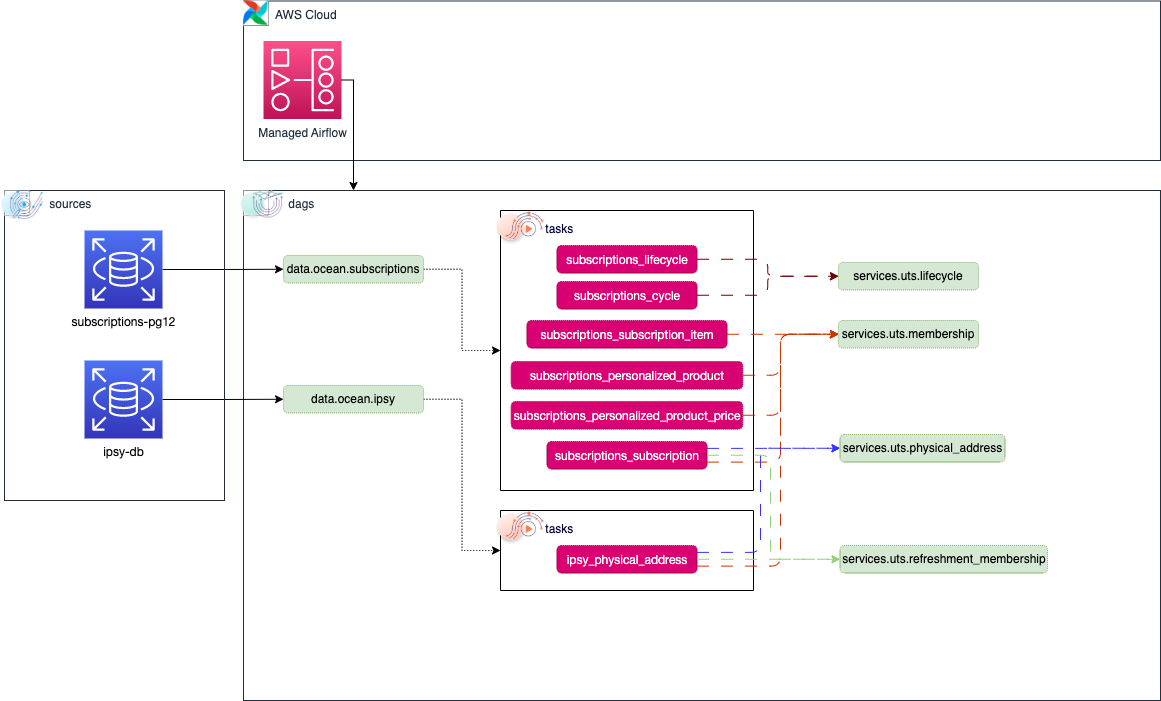 AWS Cloud
Managed Airflow
sources
subscriptions-pg12
ipsy-db
dags
data.ocean.subscriptions
data.ocean.ipsy
tasks
subscriptions_lifecycle
subscriptions_cycle
subscriptions_subscription_item
subscriptions_personalized_product
subscriptions_personalized_product_price
subscriptions_subscription
tasks
ipsy_physical_address
services.uts.lifecycle
services.uts.membership
services.uts.physical_address
services.uts.refreshment_membership